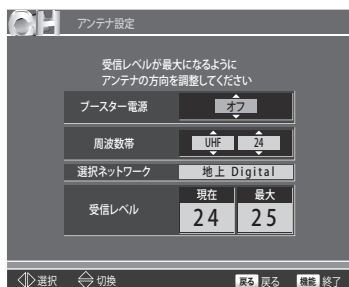 CH アンテナ設定
受信レベルが最大になるように
アンテナの方向を調整してください
ブースター電源 オフ
周波数帯 UHF 24
選択ネットワーク 地上 Digital
現在 最大
受信レベル 24 25
選択 切換 戻る 戻る 機能 終了